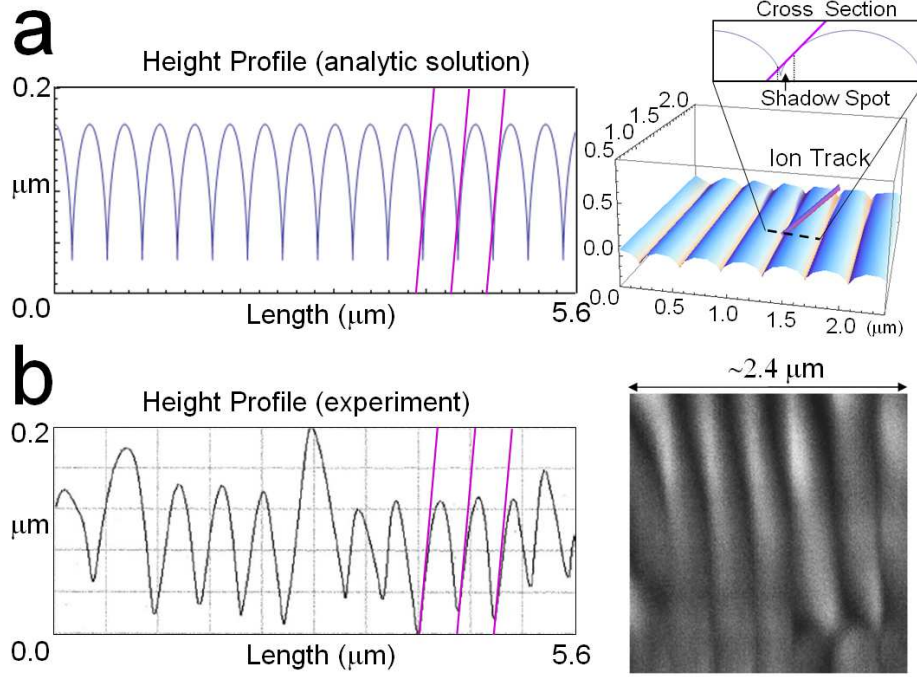 a
Height Profile (analytic solution)
0.2
μm
0.0
Length (μm)
5.6
Cross Section
Shadow Spot
Ion Track
2.0
1.5
1.0
0.5
0.5
0.0
0.0
0.5
1.0
1.5
2.0
(μm)
b
Height Profile (experiment)
0.2
μm
0.0
Length (μm)
5.6
~2.4 μm